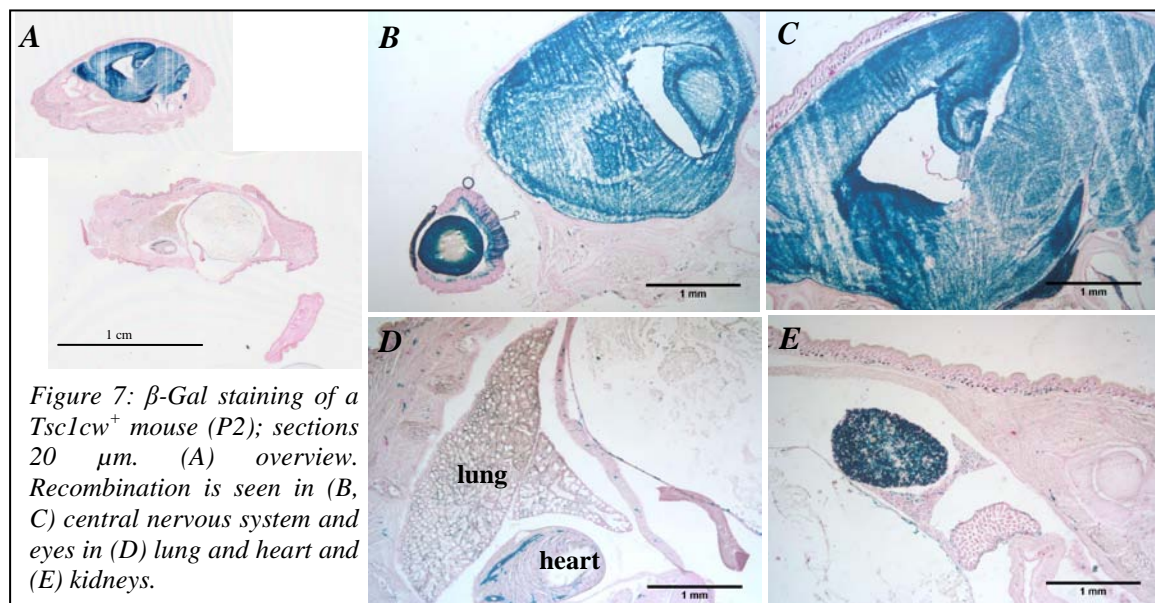 A
B
C
1 cm
1 mm
1 mm
D
E
lung
heart
1 mm
1 mm
Figure 7: β-Gal staining of a
Tsc1cw⁺ mouse (P2); sections
20 µm. (A) overview.
Recombination is seen in (B,
C) central nervous system and
eyes in (D) lung and heart and
(E) kidneys.